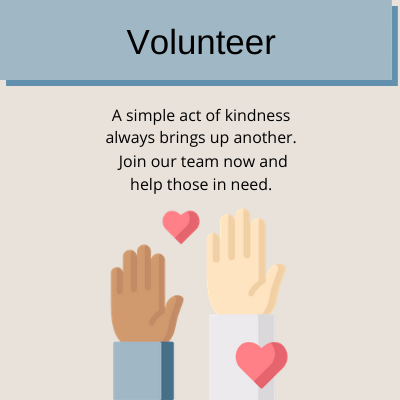 Volunteer
A simple act of kindness
always brings up another.
Join our team now and
help those in need.